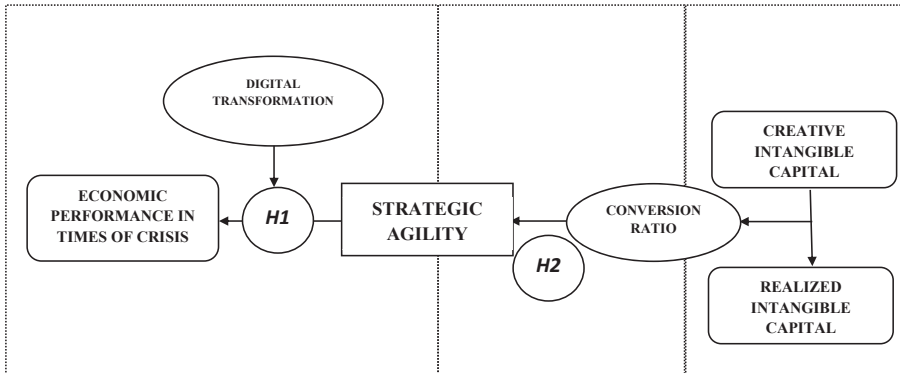 DIGITAL
TRANSFORMATION
ECONOMIC
PERFORMANCE IN
TIMES OF CRISIS
H1
STRATEGIC
AGILITY
H2
CONVERSION
RATIO
CREATIVE
INTANGIBLE
CAPITAL
REALIZED
INTANGIBLE
CAPITAL